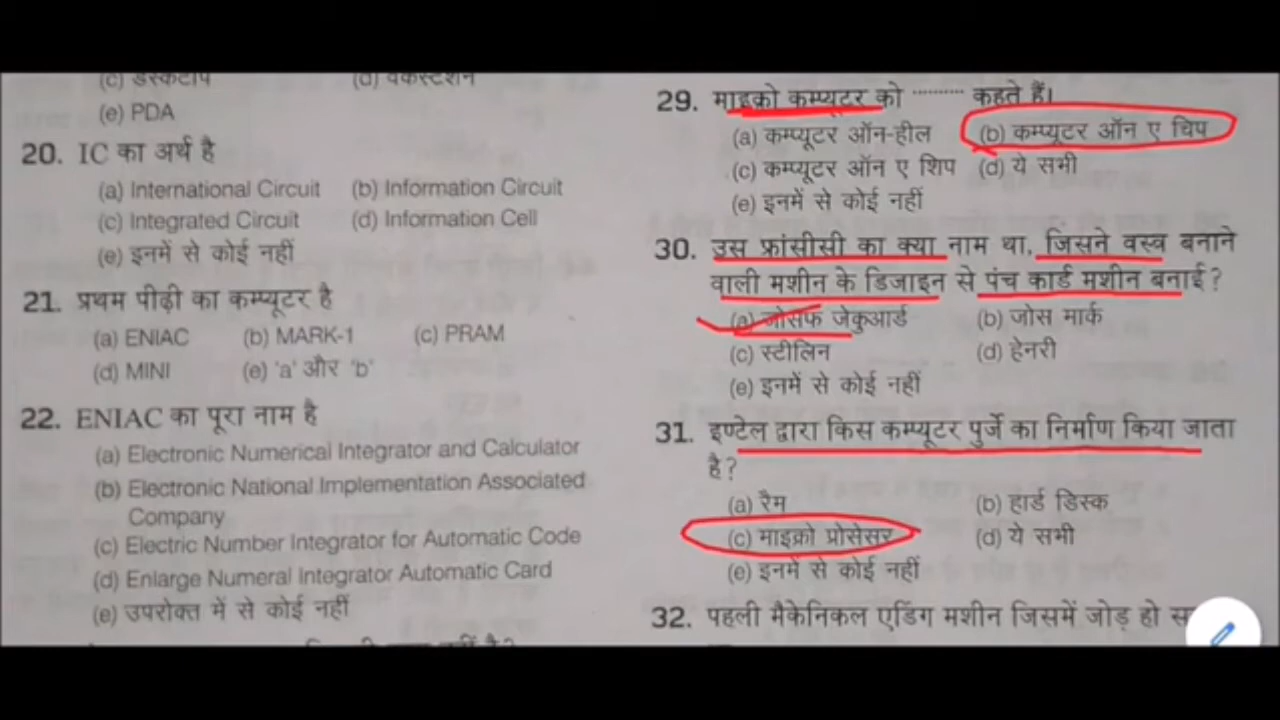 (c) डेस्कटॉप (d) वर्कस्टेशन
(e) PDA
20. IC का अर्थ है
(a) International Circuit (b) Information Circuit
(c) Integrated Circuit (d) Information Cell
(e) इनमें से कोई नहीं
21. प्रथम पीढ़ी का कम्प्यूटर है
(a) ENIAC (b) MARK-1 (c) PRAM
(d) MINI (e) 'a' और 'b'
22. ENIAC का पूरा नाम है
(a) Electronic Numerical Integrator and Calculator
(b) Electronic National Implementation Associated
Company
(c) Electric Number Integrator for Automatic Code
(d) Enlarge Numeral Integrator Automatic Card
(e) उपरोक्त में से कोई नहीं
29. माइक्रो कम्प्यूटर को ········· कहते हैं।
(a) कम्प्यूटर ऑन-हील (b) कम्प्यूटर ऑन ए चिप
(c) कम्प्यूटर ऑन ए शिप (d) ये सभी
(e) इनमें से कोई नहीं
30. उस फ्रांसीसी का क्या नाम था, जिसने वस्त्र बनाने
वाली मशीन के डिजाइन से पंच कार्ड मशीन बनाई?
(a) जोसेफ जेकुआर्ड (b) जोस मार्क
(c) स्टीलिन (d) हेनरी
(e) इनमें से कोई नहीं
31. इण्टेल द्वारा किस कम्प्यूटर पुर्जे का निर्माण किया जाता
है?
(a) रैम (b) हार्ड डिस्क
(c) माइक्रो प्रोसेसर (d) ये सभी
(e) इनमें से कोई नहीं
32. पहली मैकेनिकल एडिंग मशीन जिसमें जोड़ हो